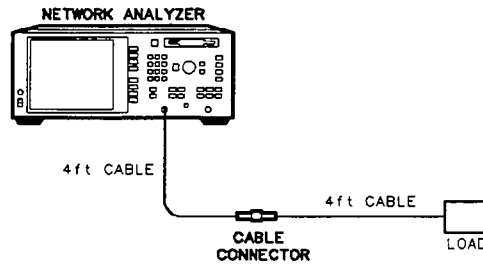 NETWORK ANALYZER
4ft CABLE
4ft CABLE
CABLE
CONNECTOR
LOAD